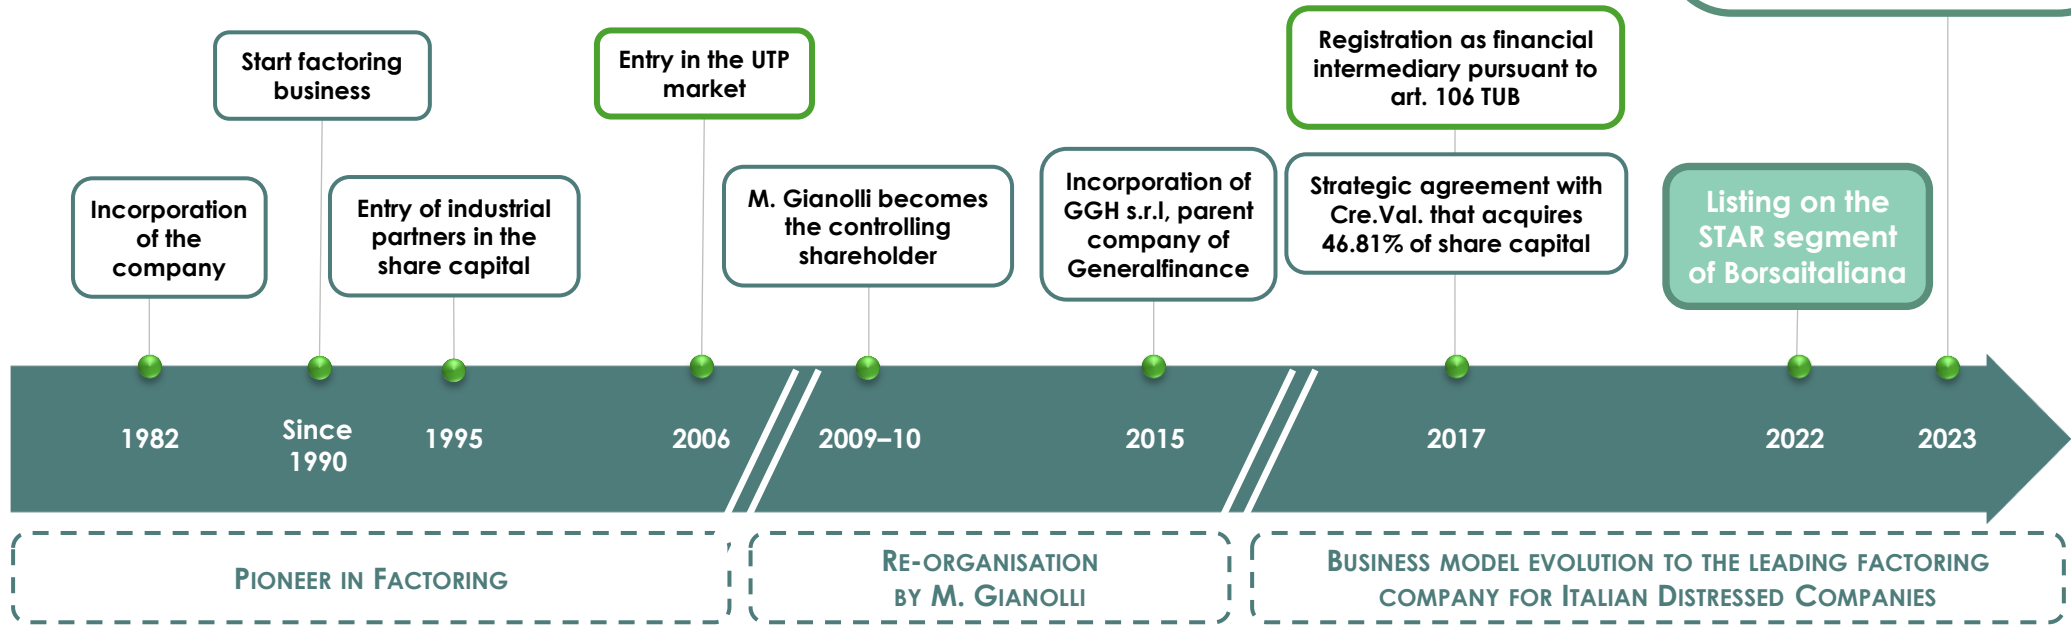 Start factoring
business
Entry in the UTP
market
Registration as financial
intermediary pursuant to
art. 106 TUB
Incorporation
of the
company
Entry of industrial
partners in the
share capital
M. Gianolli becomes
the controlling
shareholder
Incorporation of
GGH s.r.l, parent
company of
Generalfinance
Strategic agreement with
Cre.Val. that acquires
46.81% of share capital
Listing on the
STAR segment
of Borsaitaliana
1982
Since
1990
1995
2006
2009–10
2015
2017
2022
2023
Pioneer in Factoring
Re-organisation
by M. Gianolli
Business model evolution to the leading factoring
company for Italian Distressed Companies